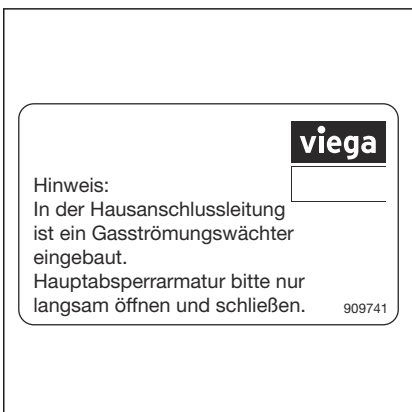 viega
Hinweis:
In der Hausanschlussleitung
ist ein Gasströmungswächter
eingebaut.
Hauptabsperrarmatur bitte nur
langsam öffnen und schließen.
909741